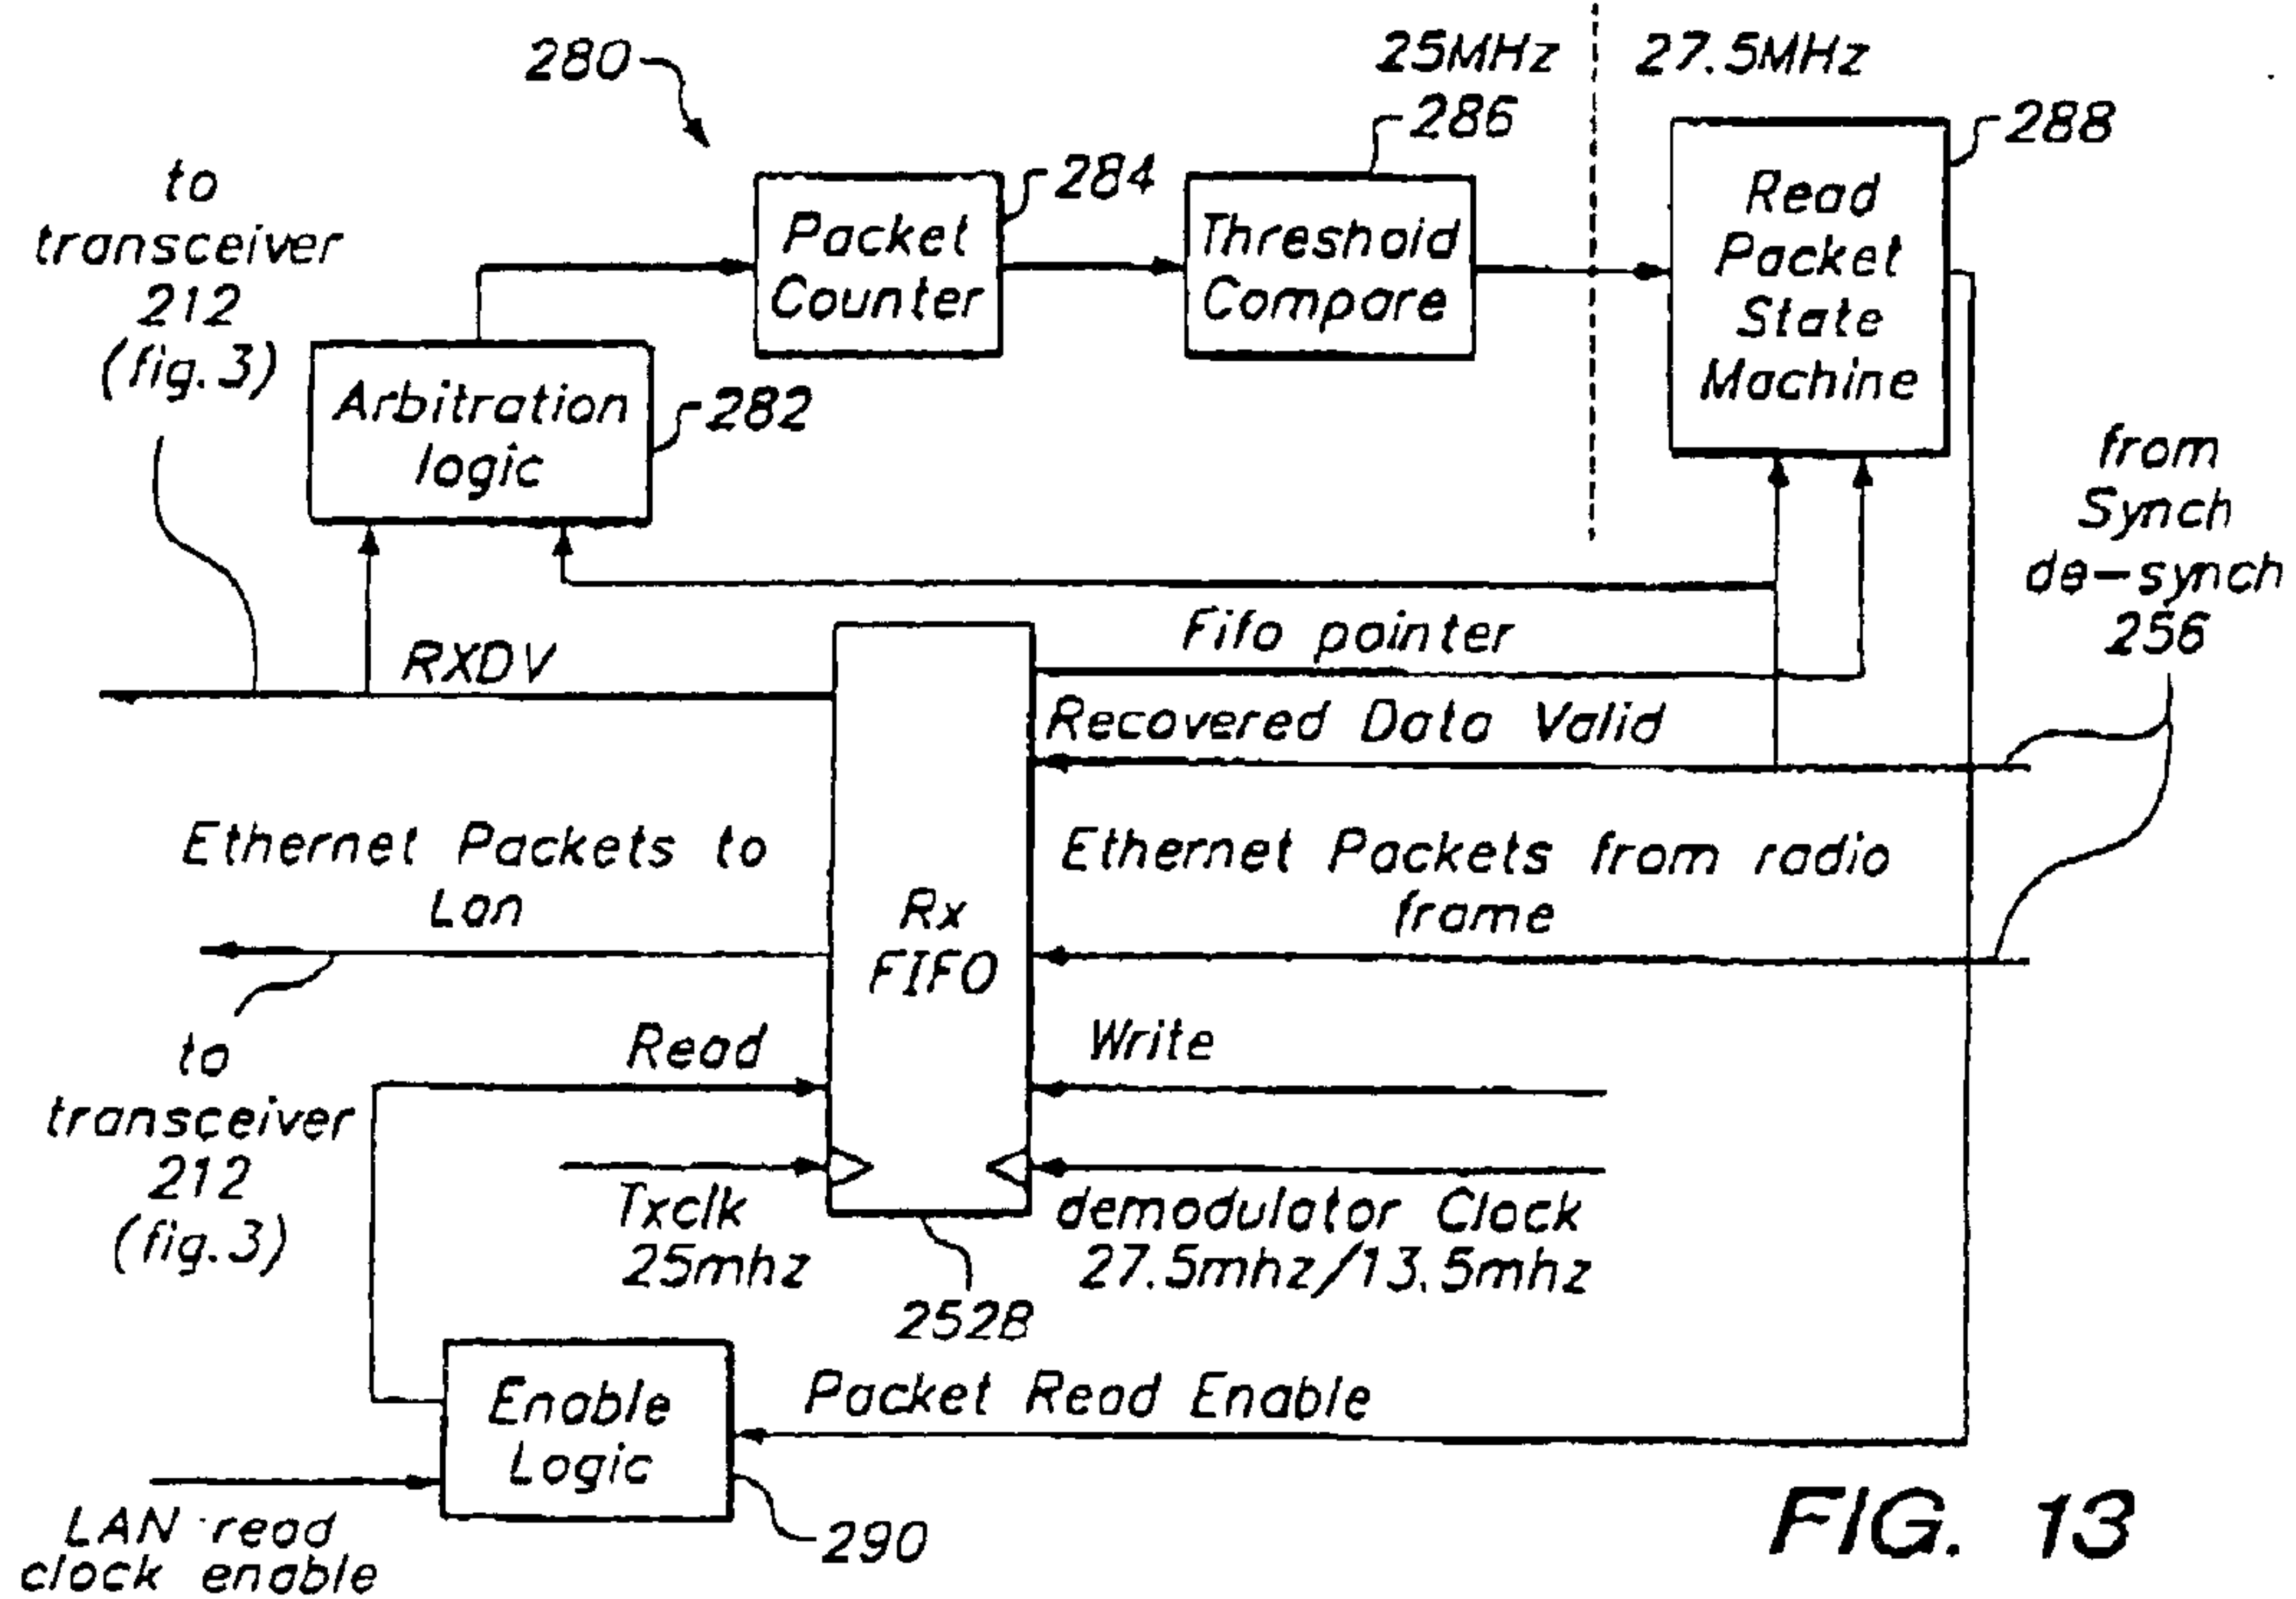 280
25MHz
27.5MHz
286
288
284
to
transceiver
212
(fig.3)
Packet
Counter
Threshold
Compare
Read
Packet
State
Machine
Arbitration
logic
282
from
Synch
de-synch
256
RXDV
Fifo pointer
Recovered Data Valid
Ethernet Packets to
Lan
Ethernet Packets from radio
frame
Rx
FIFO
to
transceiver
212
(fig.3)
Read
Write
Txclk
25mhz
demodulator Clock
27.5mhz/13.5mhz
2528
Enable
Logic
Packet Read Enable
290
LAN read
clock enable
FIG. 13